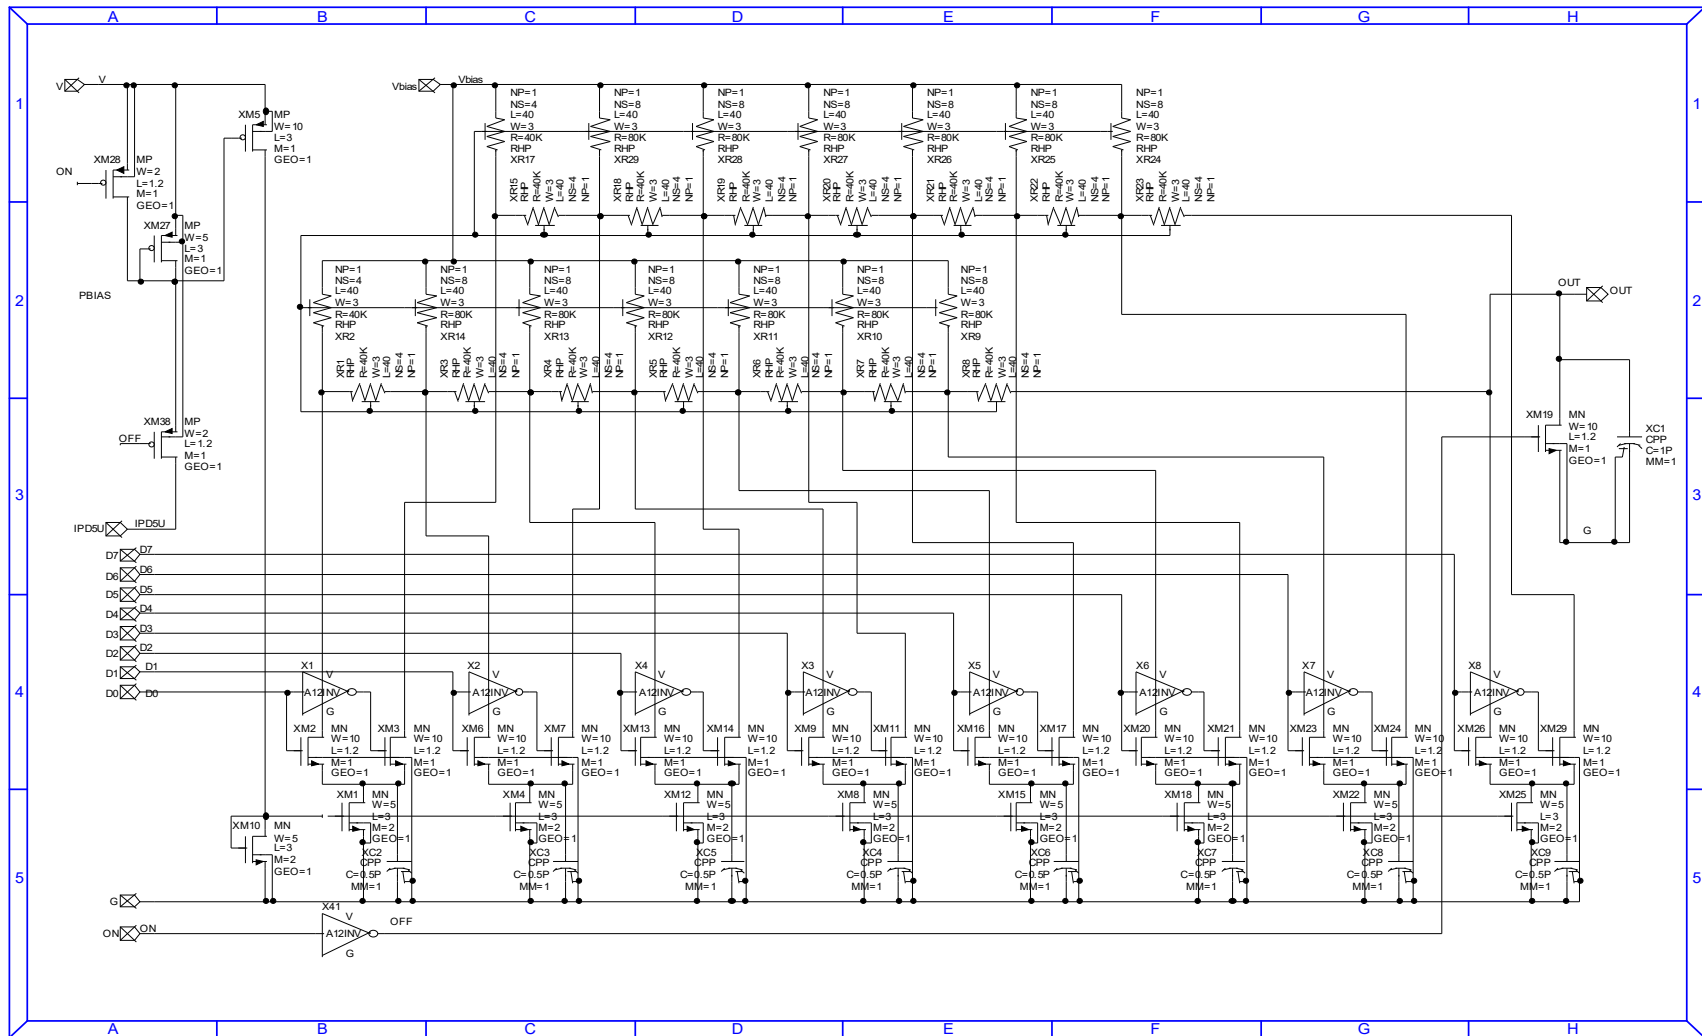 A B C D E F G H
1 1
2 2
3 3
4 4
5 5
V V
XM5 MP
W=10
L=3
M=1
GEO=1
XM28 MP
W=2
L=1.2
M=1
GEO=1
ON
XM27 MP
W=5
L=3
M=1
GEO=1
PBIAS
XM38 MP
W=2
L=1.2
M=1
GEO=1
OFF
IPD5U IPD5U
Vbias Vbias
NP=1
NS=4
L=40
W=3
R=40K
RHP
XR17
NP=1
NS=8
L=40
W=3
R=80K
RHP
XR29
NP=1
NS=8
L=40
W=3
R=80K
RHP
XR28
NP=1
NS=8
L=40
W=3
R=80K
RHP
XR27
NP=1
NS=8
L=40
W=3
R=80K
RHP
XR26
NP=1
NS=8
L=40
W=3
R=80K
RHP
XR25
NP=1
NS=8
L=40
W=3
R=80K
RHP
XR24
XR15
RHP
R=40K
W=3
L=40
NS=4
NP=1
XR18
RHP
R=40K
W=3
L=40
NS=4
NP=1
XR19
RHP
R=40K
W=3
L=40
NS=4
NP=1
XR20
RHP
R=40K
W=3
L=40
NS=4
NP=1
XR21
RHP
R=40K
W=3
L=40
NS=4
NP=1
XR22
RHP
R=40K
W=3
L=40
NS=4
NP=1
XR23
RHP
R=40K
W=3
L=40
NS=4
NP=1
NP=1
NS=4
L=40
W=3
R=40K
RHP
XR2
NP=1
NS=8
L=40
W=3
R=80K
RHP
XR14
NP=1
NS=8
L=40
W=3
R=80K
RHP
XR13
NP=1
NS=8
L=40
W=3
R=80K
RHP
XR12
NP=1
NS=8
L=40
W=3
R=80K
RHP
XR11
NP=1
NS=8
L=40
W=3
R=80K
RHP
XR10
NP=1
NS=8
L=40
W=3
R=80K
RHP
XR9
XR1
RHP
R=40K
W=3
L=40
NS=4
NP=1
XR3
RHP
R=40K
W=3
L=40
NS=4
NP=1
XR4
RHP
R=40K
W=3
L=40
NS=4
NP=1
XR5
RHP
R=40K
W=3
L=40
NS=4
NP=1
XR6
RHP
R=40K
W=3
L=40
NS=4
NP=1
XR7
RHP
R=40K
W=3
L=40
NS=4
NP=1
XR8
RHP
R=40K
W=3
L=40
NS=4
NP=1
OUT OUT
XM19 MN
W=10
L=1.2
M=1
GEO=1
XC1
CPP
C=1P
MM=1
G
D7 D7
D6 D6
D5 D5
D4 D4
D3 D3
D2 D2
D1 D1
D0 D0
X1 V
A12INV
G
X2 V
A12INV
G
X4 V
A12INV
G
X3 V
A12INV
G
X5 V
A12INV
G
X6 V
A12INV
G
X7 V
A12INV
G
X8 V
A12INV
G
XM2 MN
W=10
L=1.2
M=1
GEO=1
XM3 MN
W=10
L=1.2
M=1
GEO=1
XM6 MN
W=10
L=1.2
M=1
GEO=1
XM7 MN
W=10
L=1.2
M=1
GEO=1
XM13 MN
W=10
L=1.2
M=1
GEO=1
XM14 MN
W=10
L=1.2
M=1
GEO=1
XM9 MN
W=10
L=1.2
M=1
GEO=1
XM11 MN
W=10
L=1.2
M=1
GEO=1
XM16 MN
W=10
L=1.2
M=1
GEO=1
XM17 MN
W=10
L=1.2
M=1
GEO=1
XM20 MN
W=10
L=1.2
M=1
GEO=1
XM21 MN
W=10
L=1.2
M=1
GEO=1
XM23 MN
W=10
L=1.2
M=1
GEO=1
XM24 MN
W=10
L=1.2
M=1
GEO=1
XM26 MN
W=10
L=1.2
M=1
GEO=1
XM29 MN
W=10
L=1.2
M=1
GEO=1
XM10 MN
W=5
L=3
M=2
GEO=1
XM1 MN
W=5
L=3
M=2
GEO=1
XC2
CPP
C=0.5P
MM=1
XM4 MN
W=5
L=3
M=2
GEO=1
XC3
CPP
C=0.5P
MM=1
XM12 MN
W=5
L=3
M=2
GEO=1
XC5
CPP
C=0.5P
MM=1
XM8 MN
W=5
L=3
M=2
GEO=1
XC4
CPP
C=0.5P
MM=1
XM15 MN
W=5
L=3
M=2
GEO=1
XC6
CPP
C=0.5P
MM=1
XM18 MN
W=5
L=3
M=2
GEO=1
XC7
CPP
C=0.5P
MM=1
XM22 MN
W=5
L=3
M=2
GEO=1
XC8
CPP
C=0.5P
MM=1
XM25 MN
W=5
L=3
M=2
GEO=1
XC9
CPP
C=0.5P
MM=1
G
ON ON
X41 V
A12INV
G
OFF
A B C D E F G H